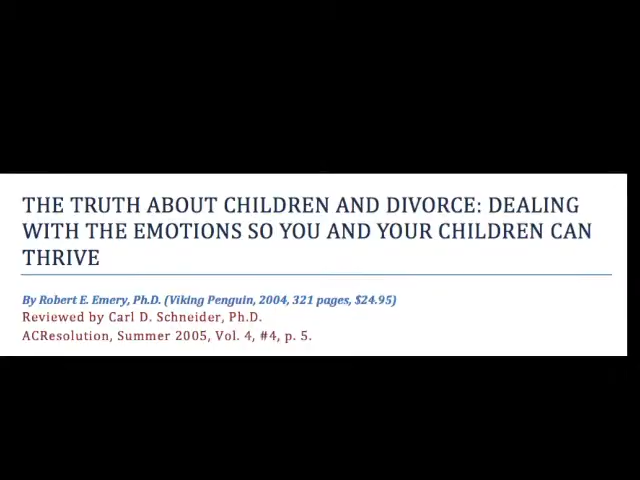 THE TRUTH ABOUT CHILDREN AND DIVORCE: DEALING
WITH THE EMOTIONS SO YOU AND YOUR CHILDREN CAN
THRIVE
By Robert E. Emery, Ph.D. (Viking Penguin, 2004, 321 pages, $24.95)
Reviewed by Carl D. Schneider, Ph.D.
ACResolution, Summer 2005, Vol. 4, #4, p. 5.